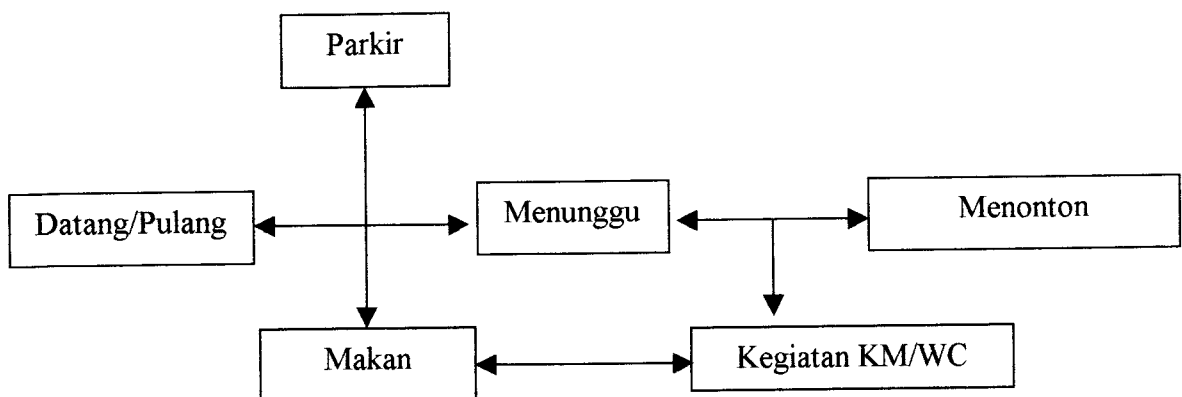 Parkir
Datang/Pulang
Menunggu
Menonton
Makan
Kegiatan KM/WC